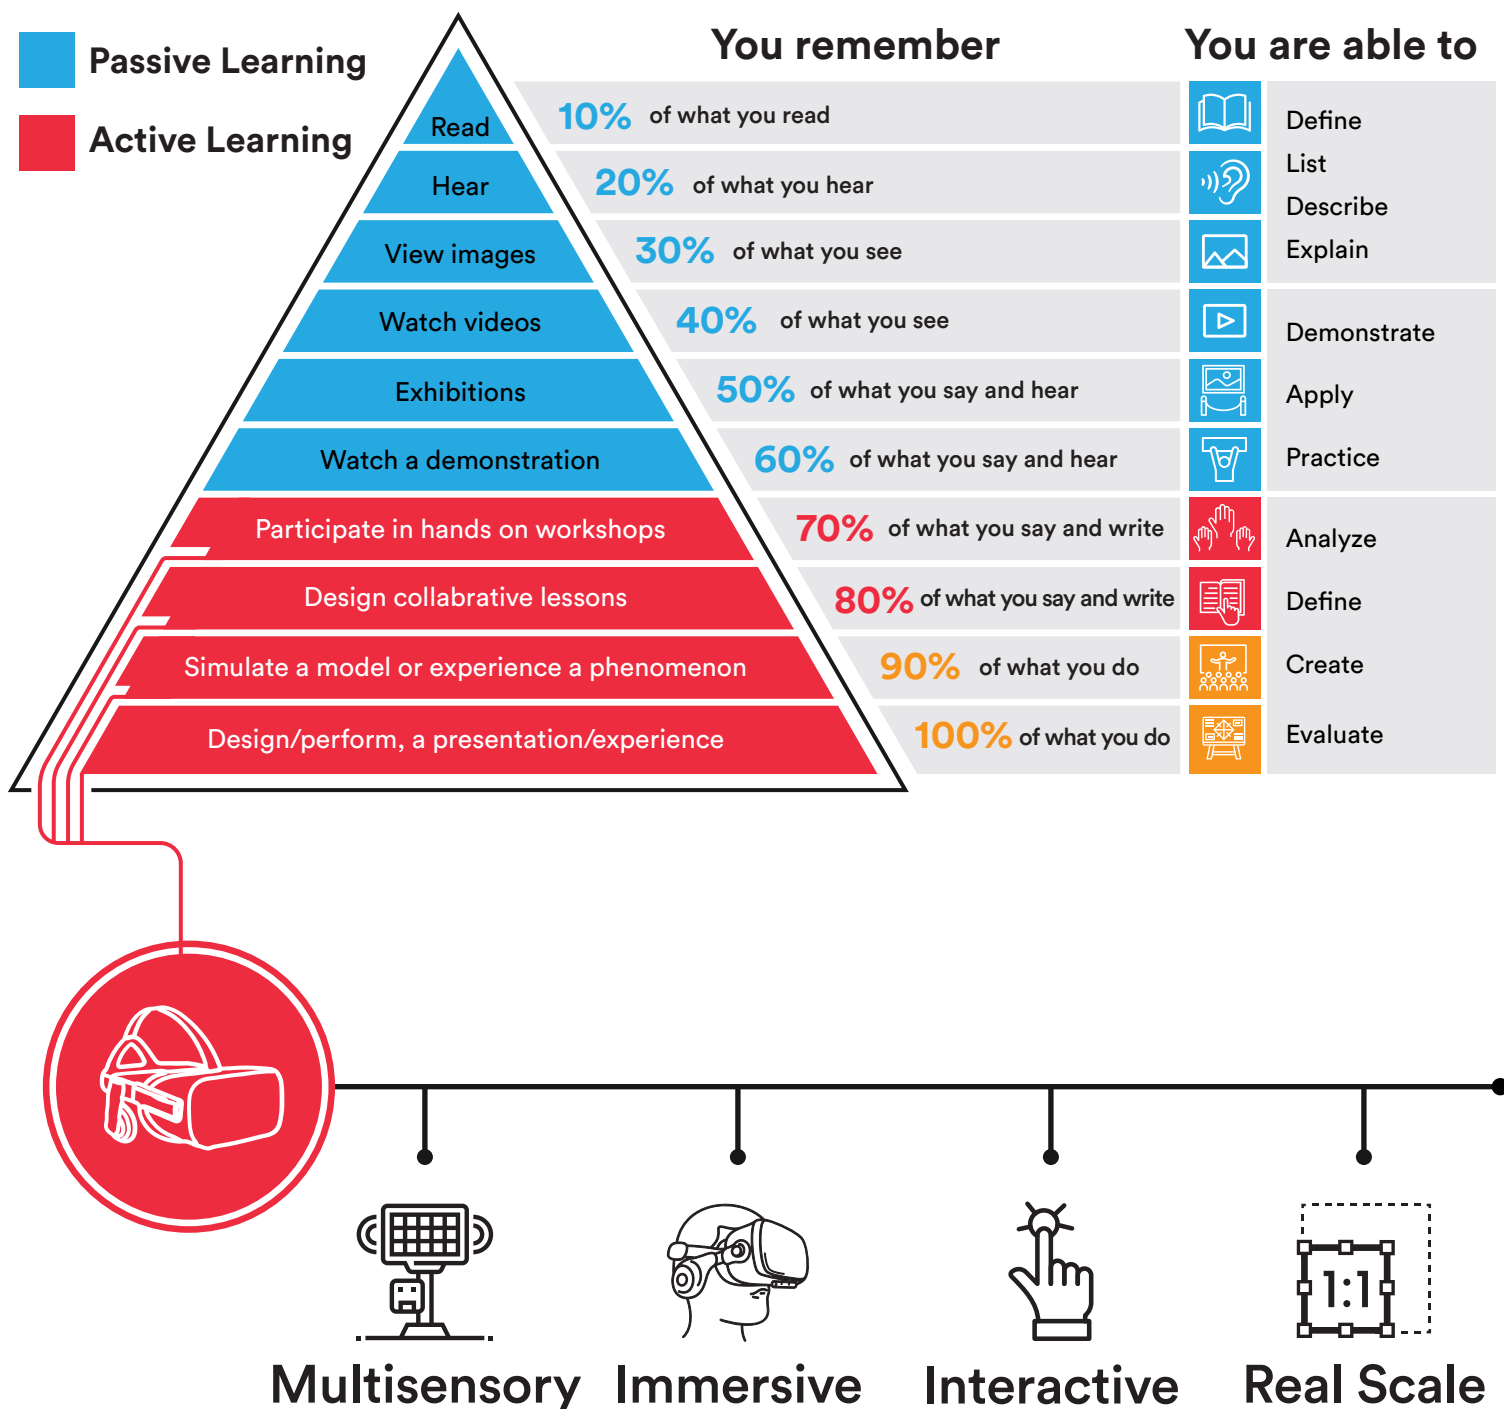 Passive Learning
Active Learning
You remember
You are able to
Read
10% of what you read
Hear
20% of what you hear
View images
30% of what you see
Define
List
Describe
Explain
Watch videos
40% of what you see
Exhibitions
50% of what you say and hear
Watch a demonstration
60% of what you say and hear
Demonstrate
Apply
Practice
Participate in hands on workshops
70% of what you say and write
Design collabrative lessons
80% of what you say and write
Simulate a model or experience a phenomenon
90% of what you do
Design/perform, a presentation/experience
100% of what you do
Analyze
Define
Create
Evaluate
1:1
Multisensory
Immersive
Interactive
Real Scale